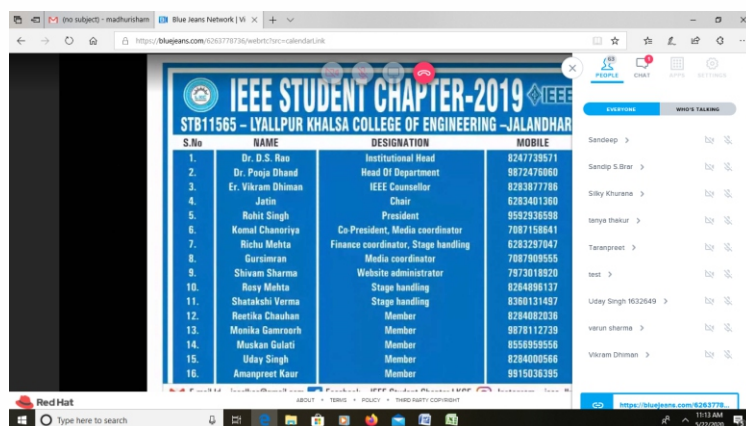 (no subject) - madhurisham
Blue Jeans Network | Vi
https://bluejeans.com/6263778736/webrtc?src=calendarLink
IEEE STUDENT CHAPTER-2019 IEEE
STB11565 – LYALLPUR KHALSA COLLEGE OF ENGINEERING –JALANDHAR
S.No NAME DESIGNATION MOBILE
1. Dr. D.S. Rao Institutional Head 8247739571
2. Dr. Pooja Dhand Head Of Department 9872476060
3. Er. Vikram Dhiman IEEE Counsellor 8283877786
4. Jatin Chair 6283401360
5. Rohit Singh President 9592936598
6. Komal Chanoriya Co-President, Media coordinator 7087158641
7. Richu Mehta Finance coordinator, Stage handling 6283297047
8. Gursimran Media coordinator 7087909555
9. Shivam Sharma Website administrator 7973018920
10. Rosy Mehta Stage handling 8264896137
11. Shatakshi Verma Stage handling 8360131497
12. Reetika Chauhan Member 8284082036
13. Monika Gamroorh Member 9878112739
14. Muskan Gulati Member 8556959556
15. Uday Singh Member 8284000566
16. Amanpreet Kaur Member 9915036395
63
PEOPLE CHAT APPS SETTINGS
EVERYONE WHO'S TALKING
Sandeep
Sandip S.Brar
Silky Khurana
tanya thakur
Taranpreet
test
Uday Singh 1632649
varun sharma
Vikram Dhiman
https://bluejeans.com/6263778...
Red Hat
ABOUT • TERMS • POLICY • THIRD PARTY COPYRIGHT
Type here to search
11:13 AM
5/22/2020